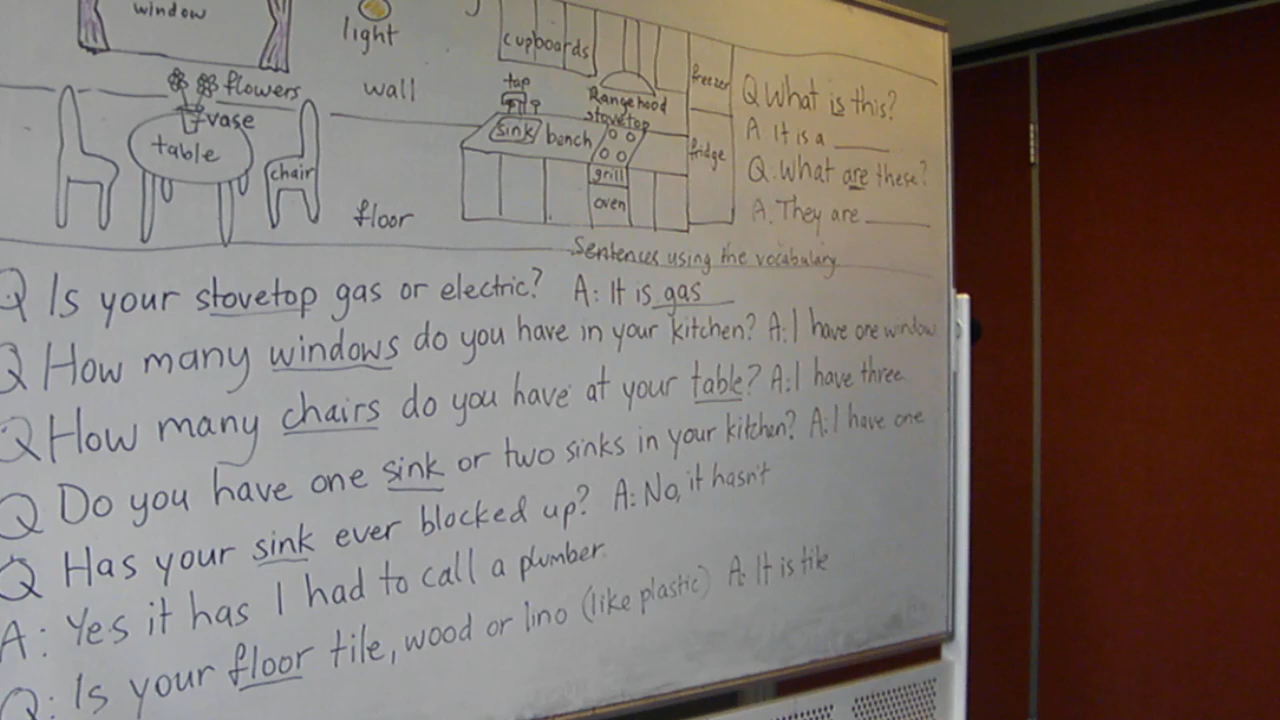 window
light
cupboards
freezer
flowers
wall
tap
Rangehood
vase
stovetop
table
sink
bench
fridge
chair
grill
oven
floor
Q What is this?
A It is a ____
Q. What are these?
A. They are ____
Sentences using the vocabulary
Q Is your stovetop gas or electric? A: It is gas
Q How many windows do you have in your kitchen? A: I have one window
Q How many chairs do you have at your table? A: I have three
Q Do you have one sink or two sinks in your kitchen? A: I have one
Q Has your sink ever blocked up? A: No, it hasn't
A: Yes it has I had to call a plumber.
Q: Is your floor tile, wood or lino (like plastic) A: It is tile